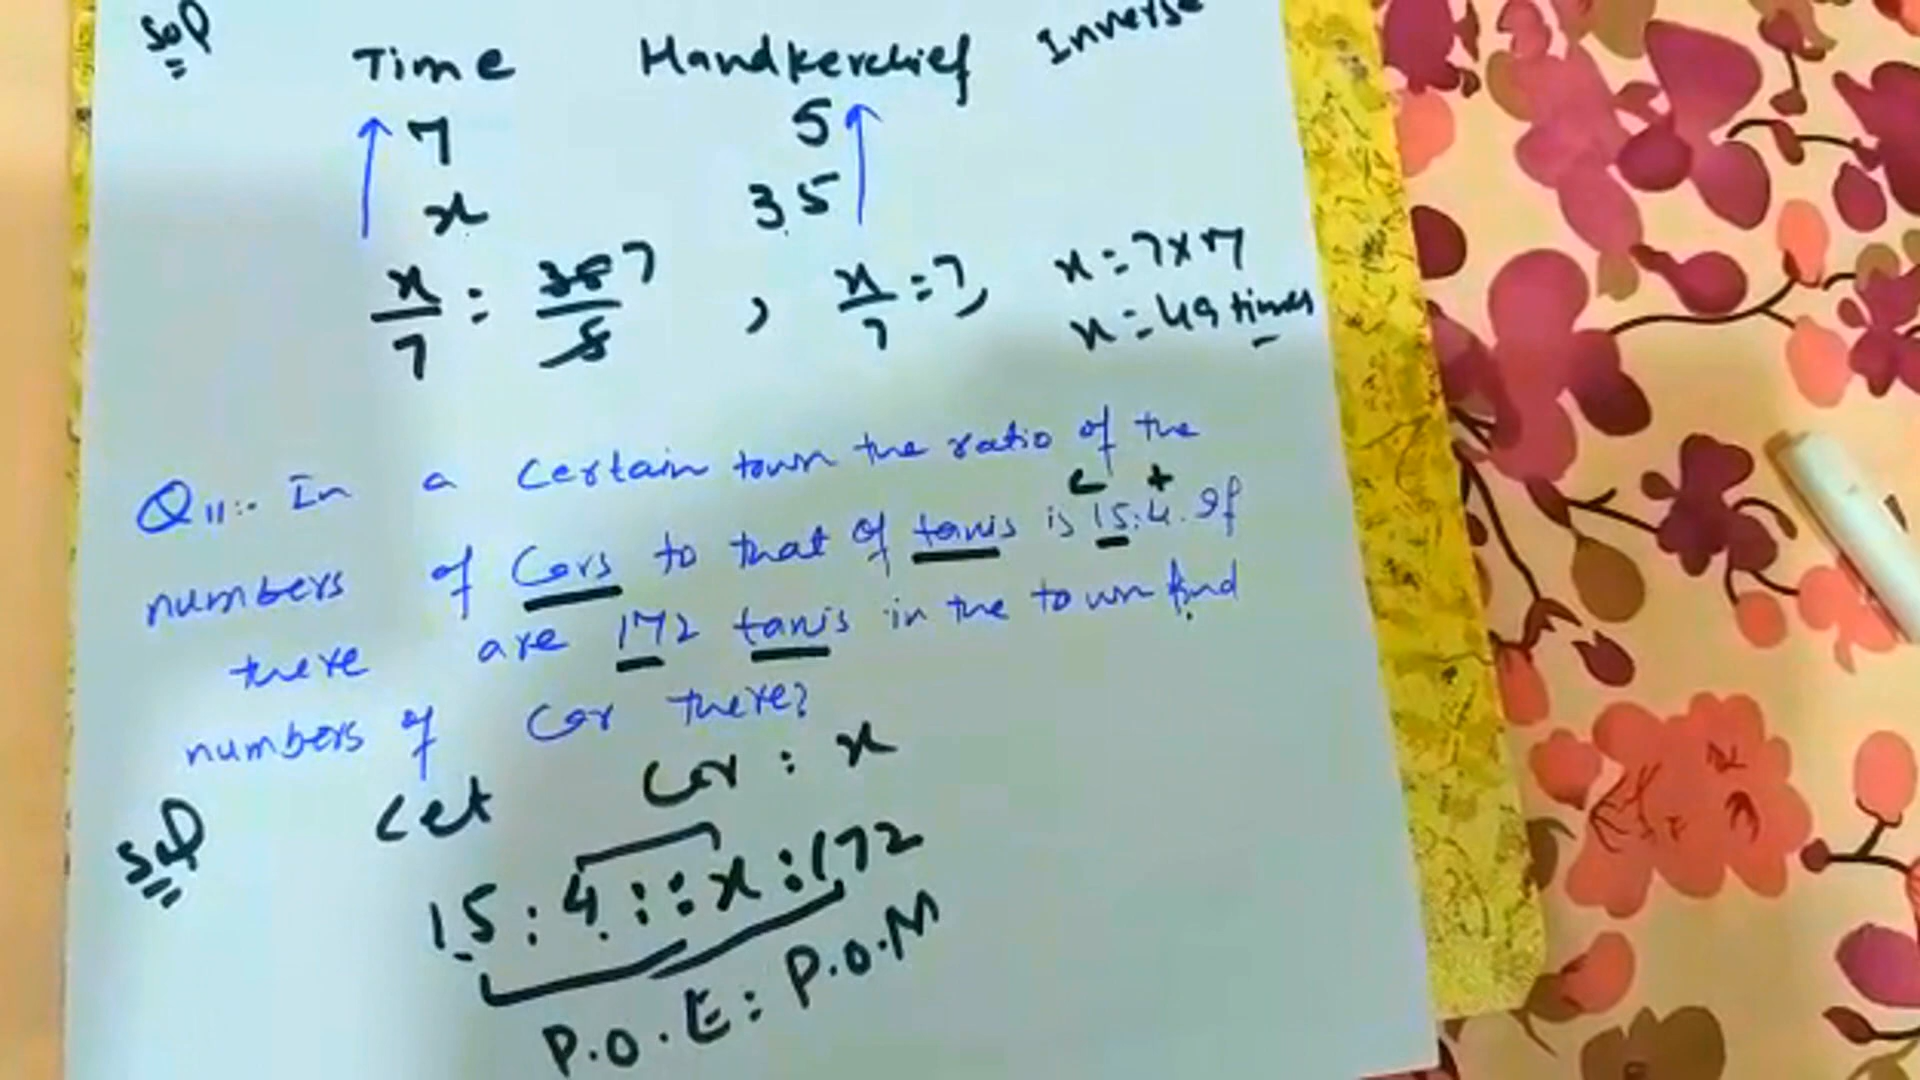 Sol
Time Handkerchief Inverse
7 5
x 35
x/7 = 35/5 7 , x/7 = 7, x = 7×7
x = 49 times
Q11:- In a certain town the ratio of the
c t
numbers of Cars to that of taxis is 15:4. If
there are 172 taxis in the town find
numbers of Car there?
Sol Let Car : x
15 : 4 :: x : 172
P.O.E = P.O.M